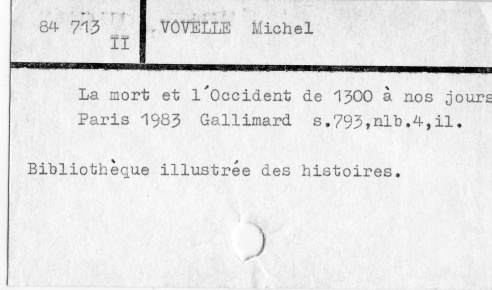 84 713 VOVELLE Michel
II
La mort et l'Occident de 1300 à nos jours
Paris 1983 Gallimard s.793,nlb.4,il.
Bibliothèque illustrée des histoires.